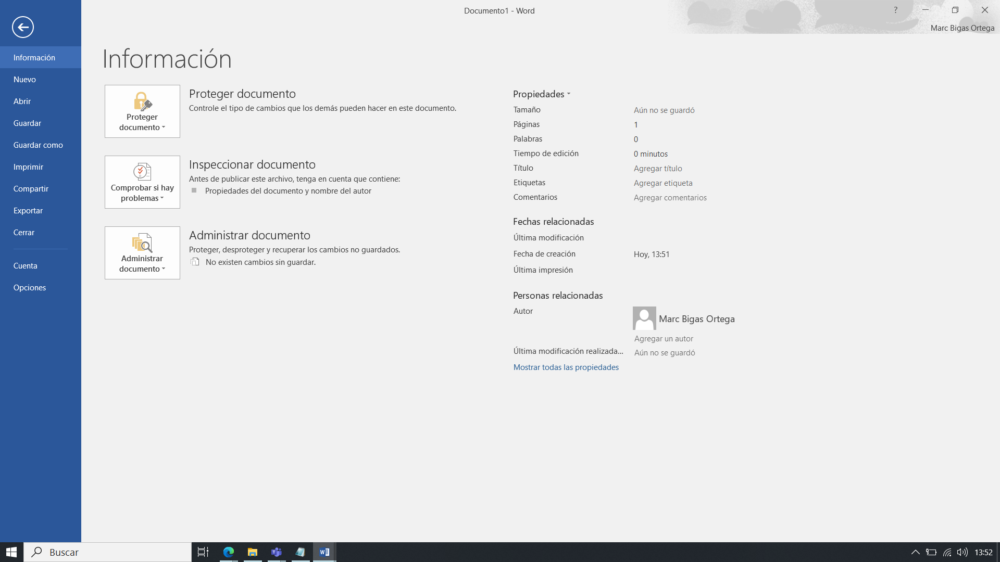 Documento1 - Word
?
Marc Bigas Ortega
Información
Nuevo
Abrir
Guardar
Guardar como
Imprimir
Compartir
Exportar
Cerrar
Cuenta
Opciones
Información
Proteger documento
Proteger documento
Controle el tipo de cambios que los demás pueden hacer en este documento.
Comprobar si hay problemas
Inspeccionar documento
Antes de publicar este archivo, tenga en cuenta que contiene:
Propiedades del documento y nombre del autor
Administrar documento
Administrar documento
Proteger, desproteger y recuperar los cambios no guardados.
No existen cambios sin guardar.
Propiedades
Tamaño Aún no se guardó
Páginas 1
Palabras 0
Tiempo de edición 0 minutos
Título Agregar título
Etiquetas Agregar etiqueta
Comentarios Agregar comentarios
Fechas relacionadas
Última modificación
Fecha de creación Hoy, 13:51
Última impresión
Personas relacionadas
Autor Marc Bigas Ortega
Agregar un autor
Última modificación realizada... Aún no se guardó
Mostrar todas las propiedades
Buscar
13:52